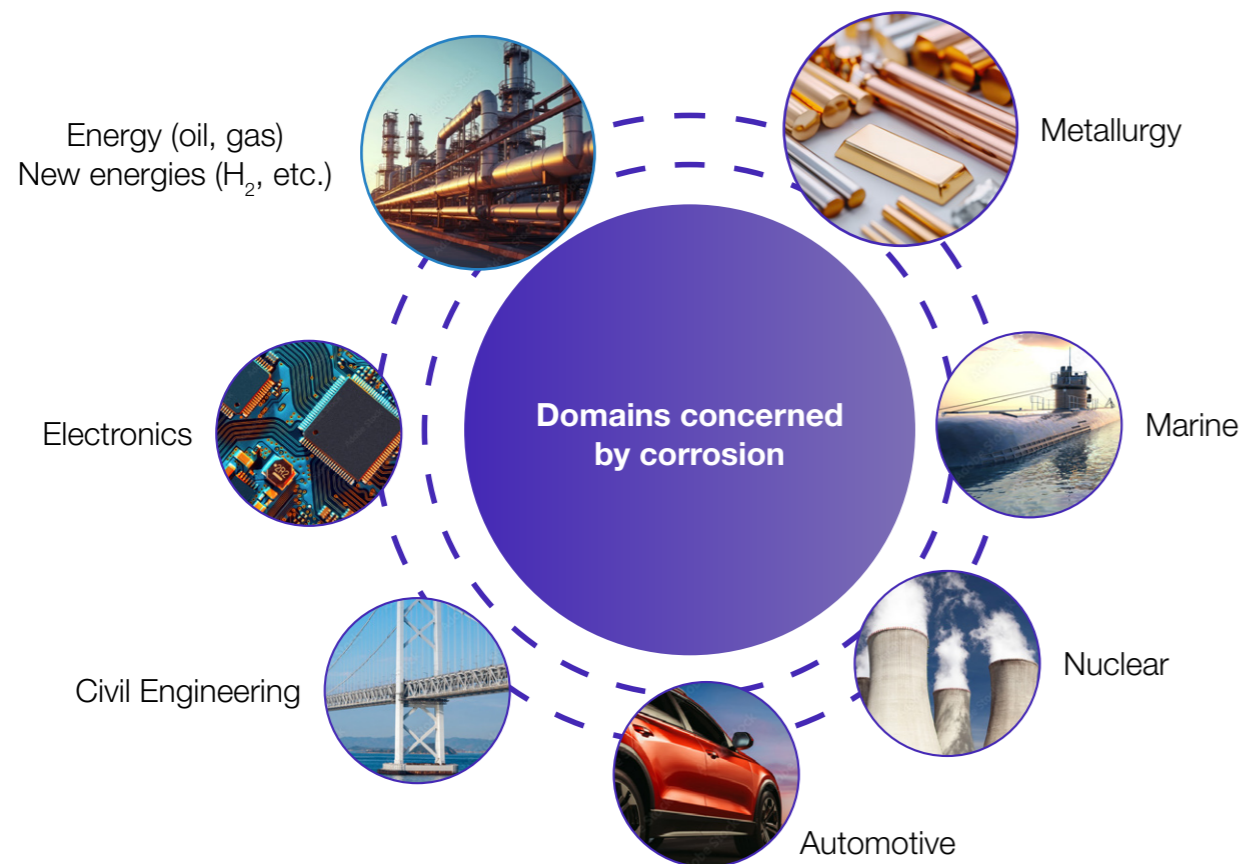 Energy (oil, gas)
New energies (H₂, etc.)
Metallurgy
Electronics
Domains concerned
by corrosion
Marine
Civil Engineering
Nuclear
Automotive